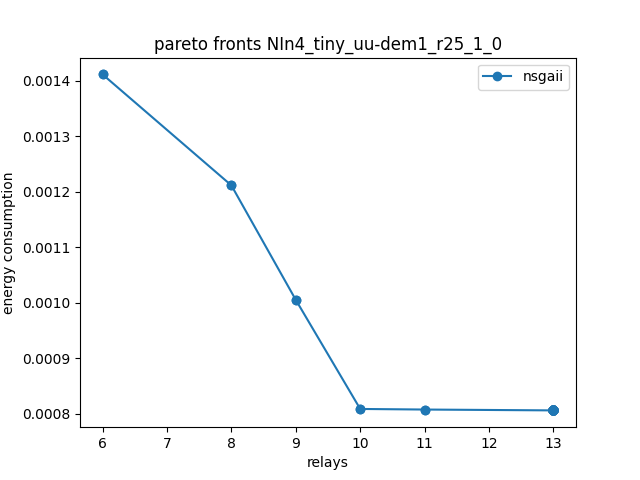 pareto fronts NIn4_tiny_uu-dem1_r25_1_0
nsgaii
energy consumption
0.0014
0.0013
0.0012
0.0011
0.0010
0.0009
0.0008
6 7 8 9 10 11 12 13
relays